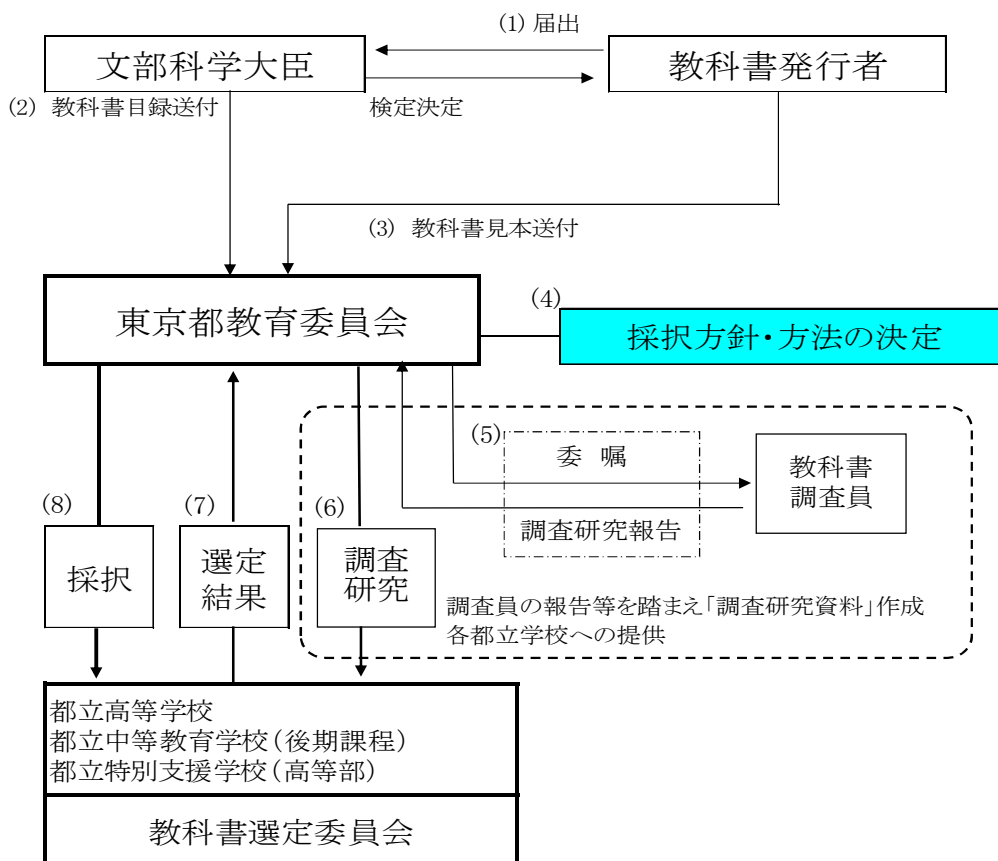 (1) 届出
文部科学大臣
教科書発行者
(2) 教科書目録送付
検定決定
(3) 教科書見本送付
東京都教育委員会
(4)
採択方針・方法の決定
(5)
委 嘱
調査研究報告
教科書
調査員
(8)
採択
(7)
選定
結果
(6)
調査
研究
調査員の報告等を踏まえ「調査研究資料」作成
各都立学校への提供
都立高等学校
都立中等教育学校(後期課程)
都立特別支援学校(高等部)
教科書選定委員会